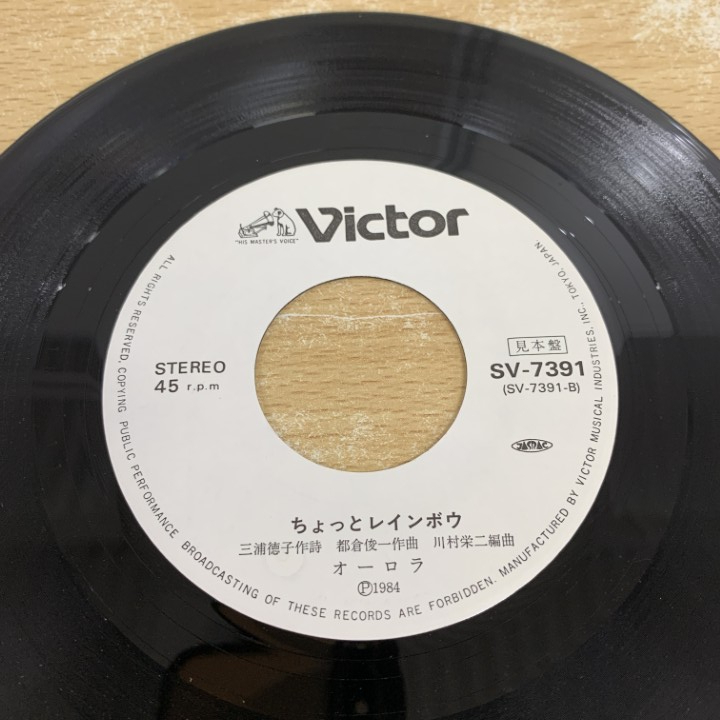 Victor
"HIS MASTER'S VOICE"
STEREO
45 r.p.m
見本盤
SV-7391
(SV-7391-B)
JASRAC
ちょっとレインボウ
三浦徳子作詩 都倉俊一作曲 川村栄二編曲
オーロラ
Ⓟ1984
ALL RIGHTS RESERVED, COPYING PUBLIC PERFORMANCE BROADCASTING OF THESE RECORDS ARE FORBIDDEN. MANUFACTURED BY VICTOR MUSICAL INDUSTRIES, INC., TOKYO, JAPAN